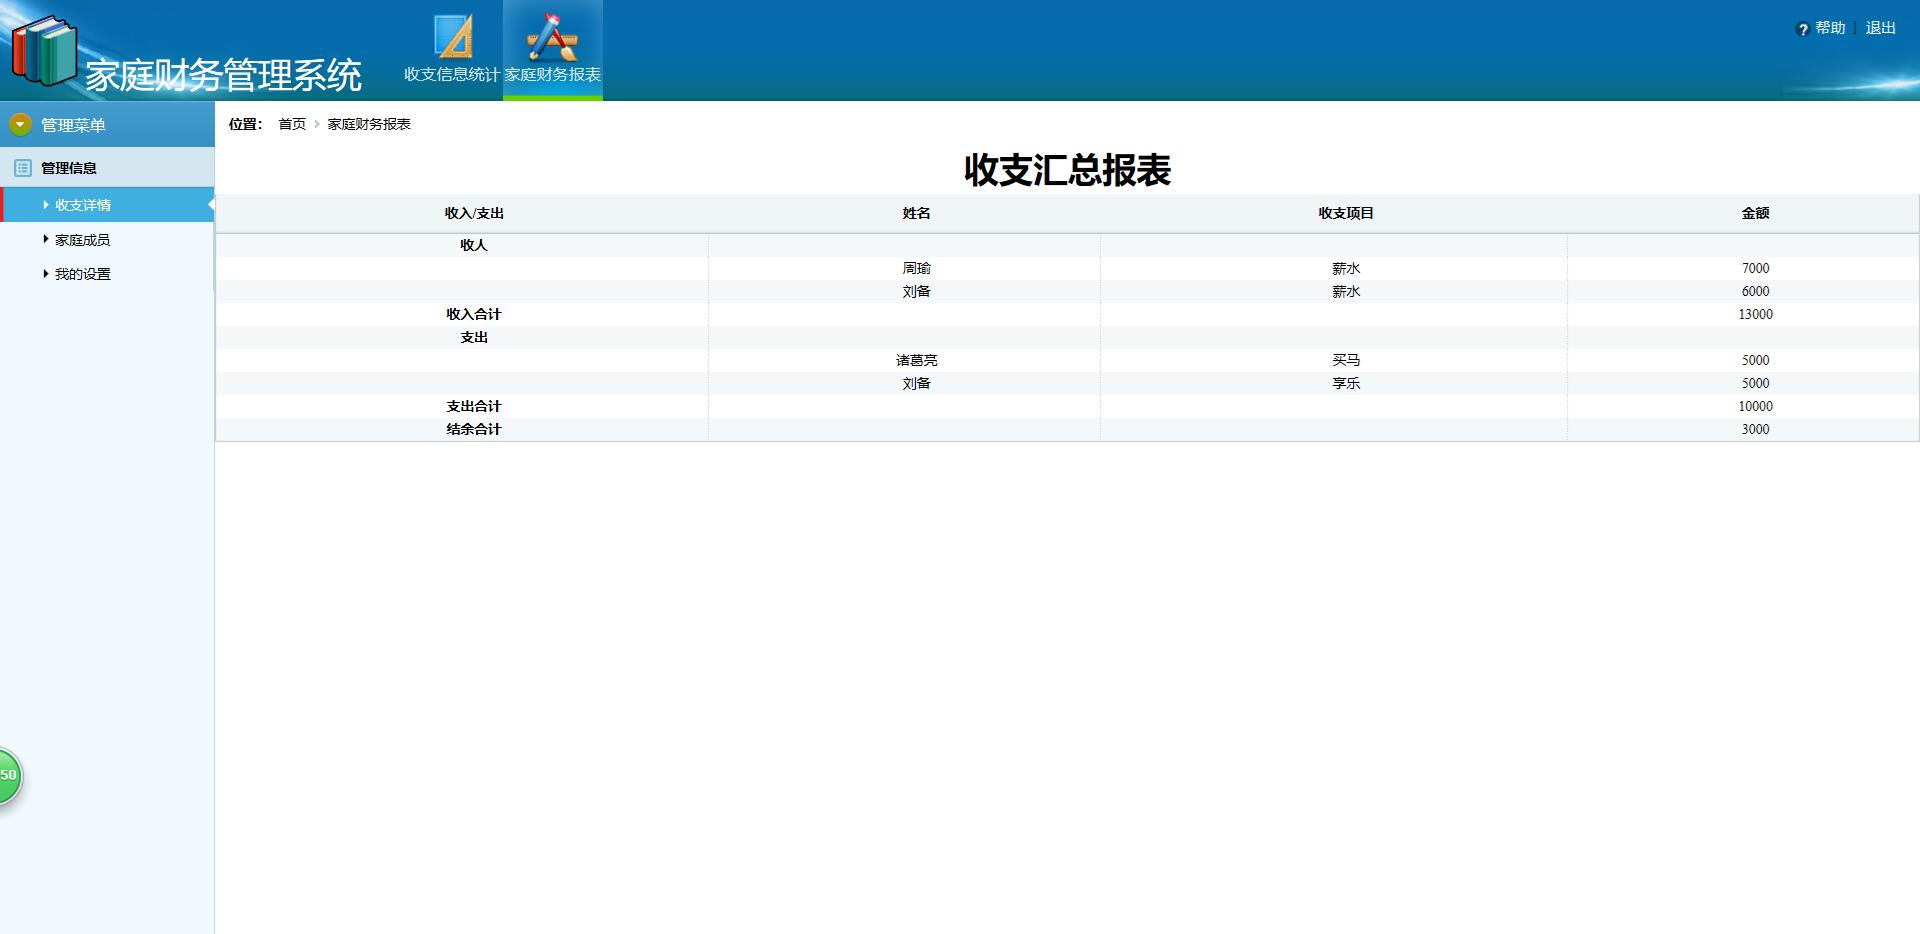 家庭财务管理系统
收支信息统计 家庭财务报表
帮助 退出
管理菜单
管理信息
收支详情
家庭成员
我的设置
位置： 首页 家庭财务报表
收支汇总报表
收入/支出 姓名 收支项目 金额
收人
周瑜 薪水 7000
刘备 薪水 6000
收入合计 13000
支出
诸葛亮 买马 5000
刘备 享乐 5000
支出合计 10000
结余合计 3000
50